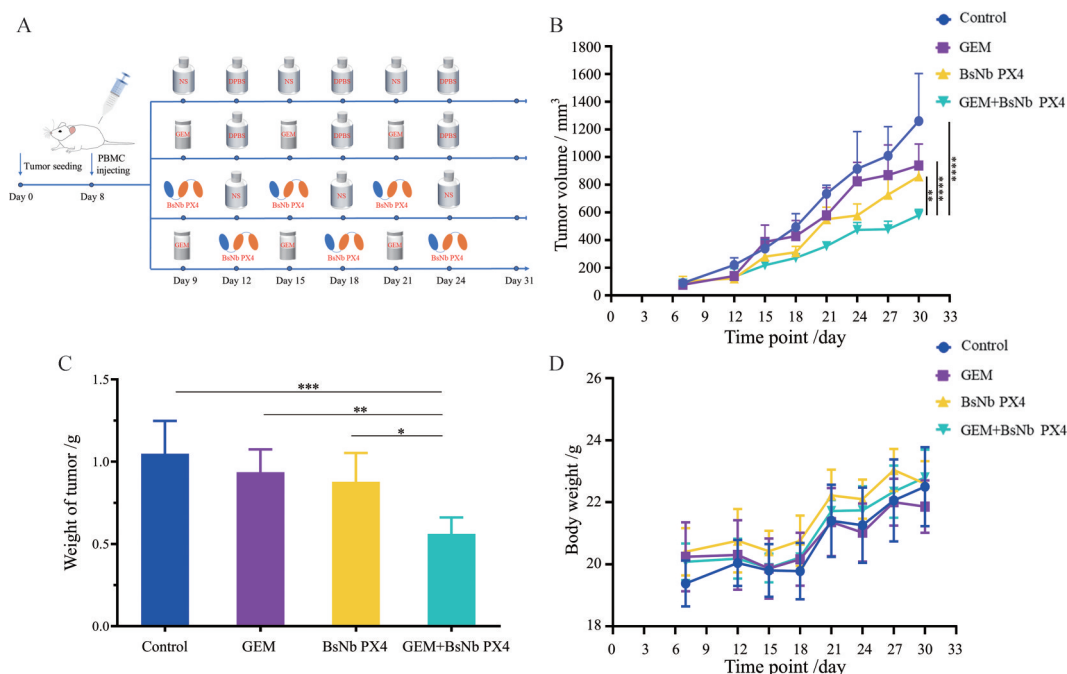 A
NS DPBS NS DPBS NS DPBS
GEM DPBS GEM DPBS GEM DPBS
Tumor seeding
PBMC
injecting
Day 0
Day 8
NS NS NS
BsNb PX4 BsNb PX4 BsNb PX4
GEM GEM GEM
BsNb PX4 BsNb PX4 BsNb PX4
Day 9 Day 12 Day 15 Day 18 Day 21 Day 24 Day 31
B
Control
GEM
BsNb PX4
GEM+BsNb PX4
Tumor volume / mm³
1800
1600
1400
1200
1000
800
600
400
200
0
0 3 6 9 12 15 18 21 24 27 30 33
Time point /day
**
****
****
C
Weight of tumor /g
1.5
1.0
0.5
0.0
***
**
*
Control GEM BsNb PX4 GEM+BsNb PX4
D
Control
GEM
BsNb PX4
GEM+BsNb PX4
Body weight /g
26
24
22
20
18
0 3 6 9 12 15 18 21 24 27 30 33
Time point /day